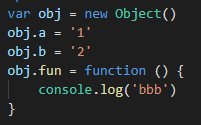 var obj = new Object()
obj.a = '1'
obj.b = '2'
obj.fun = function () {
    console.log('bbb')
}